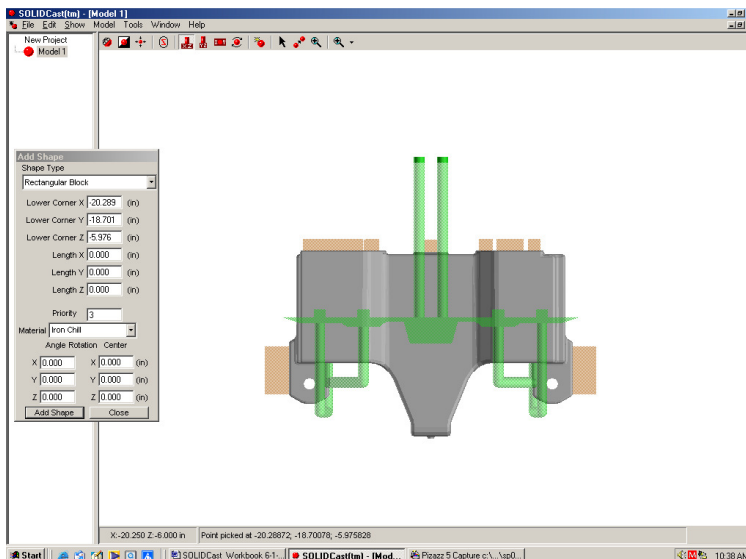 SOLIDCast(tm) - [Model 1]
File Edit Show Model Tools Window Help
New Project
Model 1
Add Shape
Shape Type
Rectangular Block
Lower Corner X -20.289 (in)
Lower Corner Y -18.701 (in)
Lower Corner Z -5.976 (in)
Length X 0.000 (in)
Length Y 0.000 (in)
Length Z 0.000 (in)
Priority 3
Material Iron Chill
Angle Rotation Center
X 0.000 X 0.000 (in)
Y 0.000 Y 0.000 (in)
Z 0.000 Z 0.000 (in)
Add Shape Close
X:-20.250 Z:-6.000 in Point picked at -20.28872; -18.70078; -5.975828
Start SOLIDCast Workbook 6-1-... SOLIDCast(tm) - [Mod... Pizazz 5 Capture c:\...\sp0... 10:38 AM